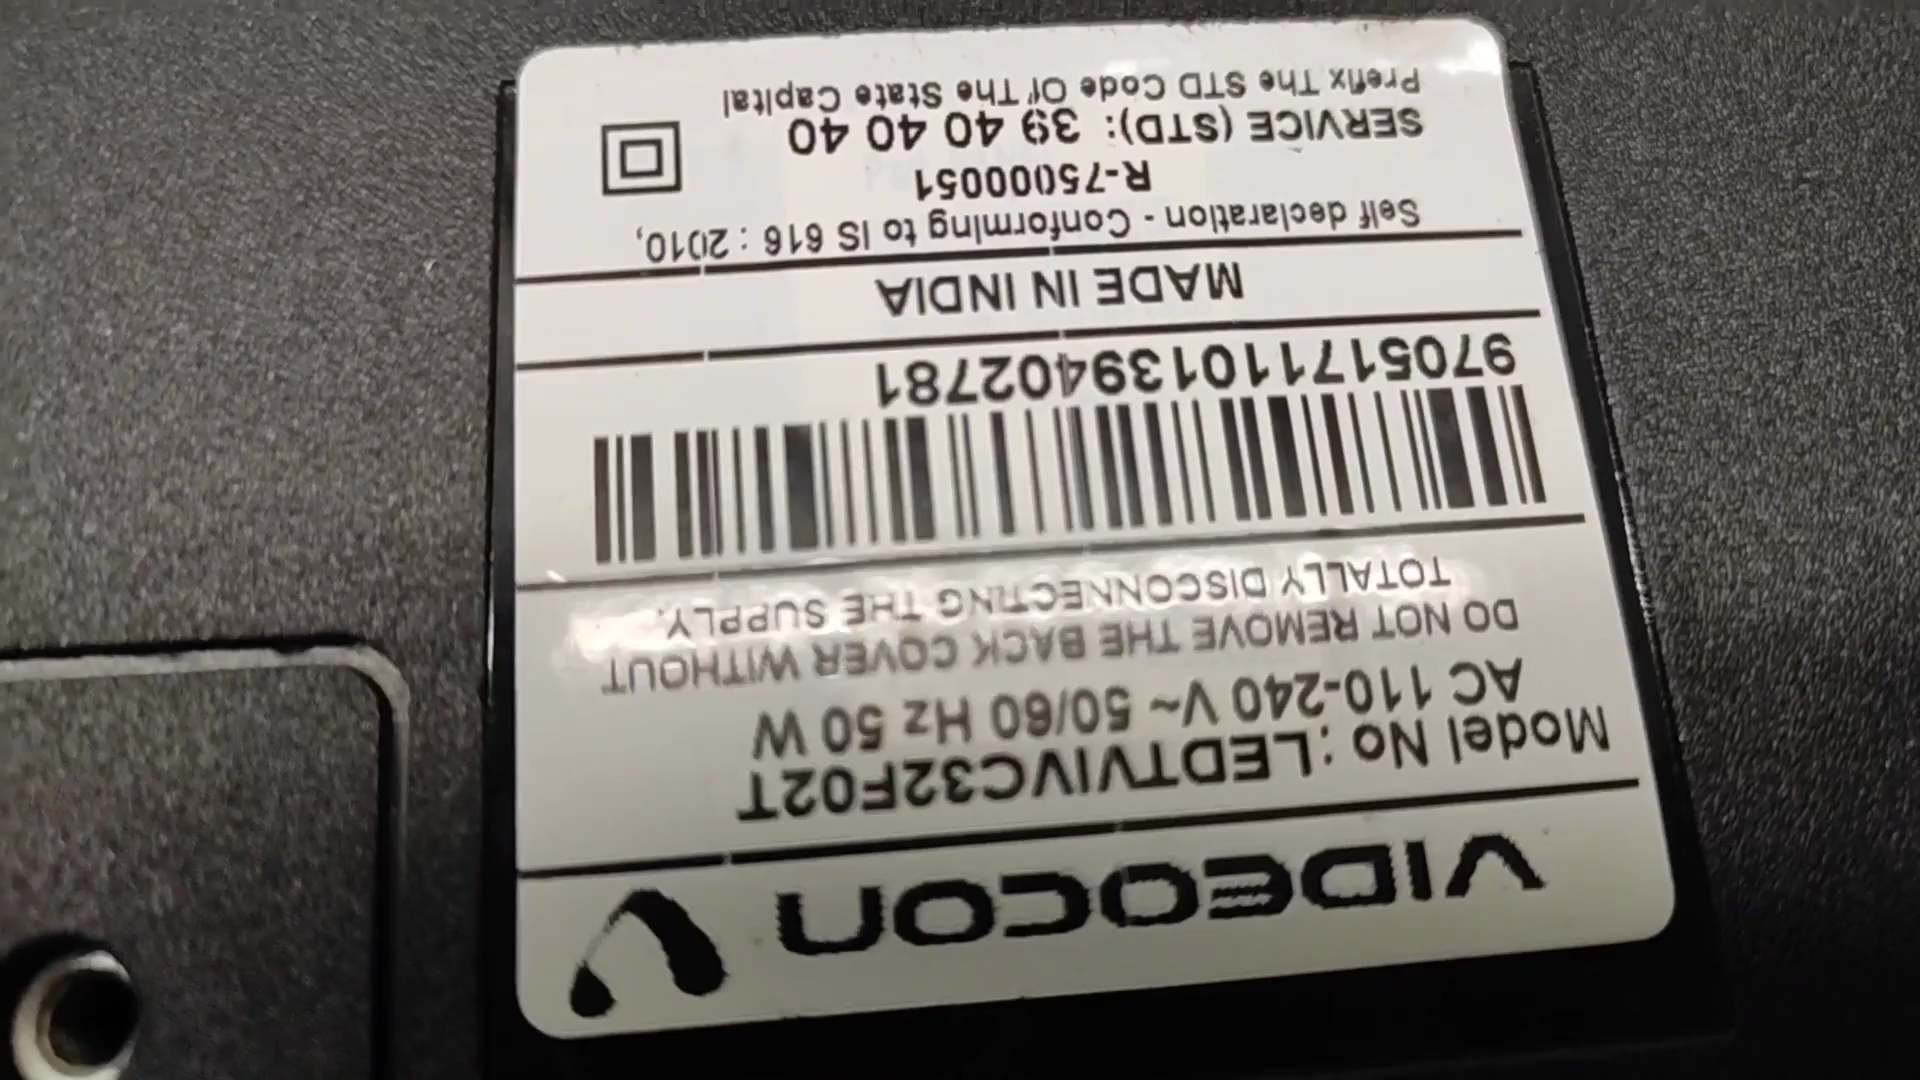 VIDEOCON
Model No : LEDTVIVC32F02T
AC 110-240 V~ 50/60 Hz 50 W
DO NOT REMOVE THE BACK COVER WITHOUT
TOTALLY DISCONNECTING THE SUPPLY.
970517110139402781
MADE IN INDIA
Self declaration - Conforming to IS 616 : 2010,
R-75000051
SERVICE (STD): 39 40 40 40
Prefix The STD Code Of The State Capital